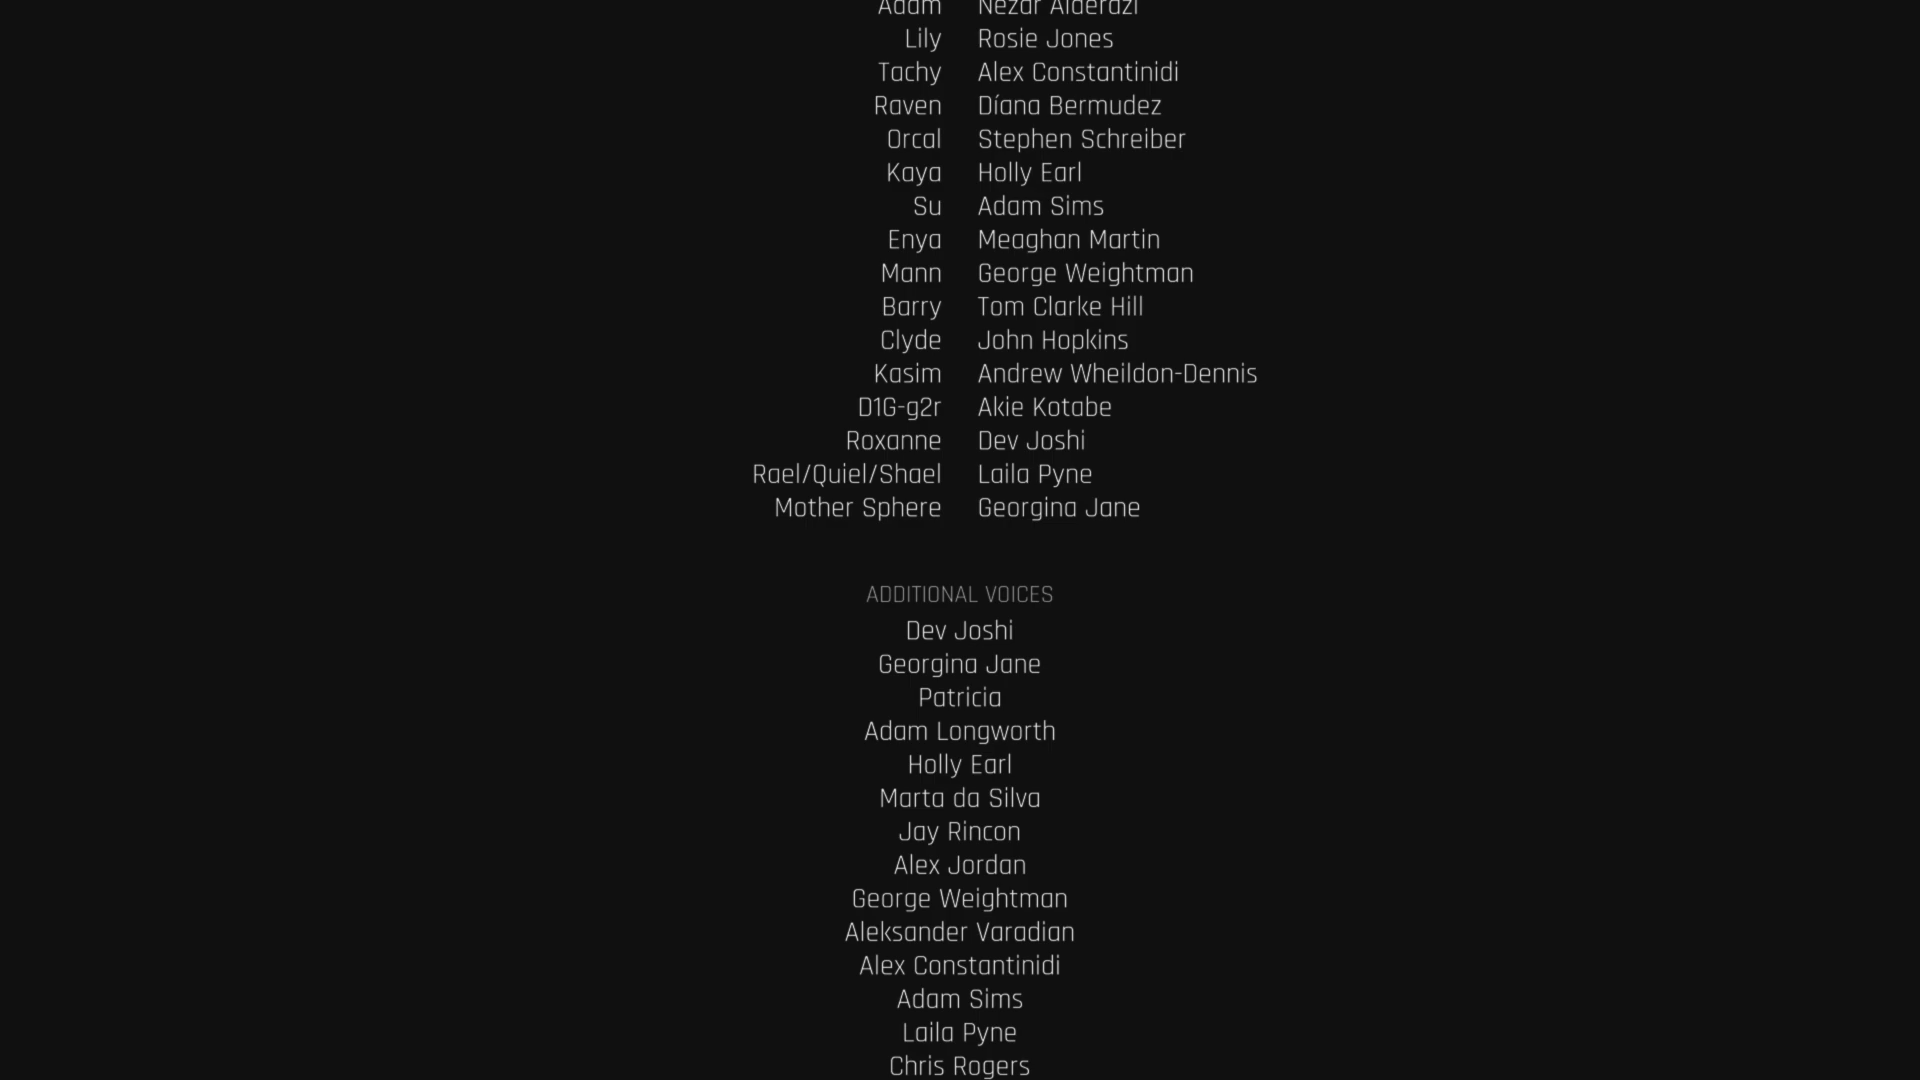 Adam Nezar Alderazi
Lily Rosie Jones
Tachy Alex Constantinidi
Raven Díana Bermudez
Orcal Stephen Schreiber
Kaya Holly Earl
Su Adam Sims
Enya Meaghan Martin
Mann George Weightman
Barry Tom Clarke Hill
Clyde John Hopkins
Kasim Andrew Wheildon-Dennis
D1G-g2r Akie Kotabe
Roxanne Dev Joshi
Rael/Quiel/Shael Laila Pyne
Mother Sphere Georgina Jane
ADDITIONAL VOICES
Dev Joshi
Georgina Jane
Patricia
Adam Longworth
Holly Earl
Marta da Silva
Jay Rincon
Alex Jordan
George Weightman
Aleksander Varadian
Alex Constantinidi
Adam Sims
Laila Pyne
Chris Rogers